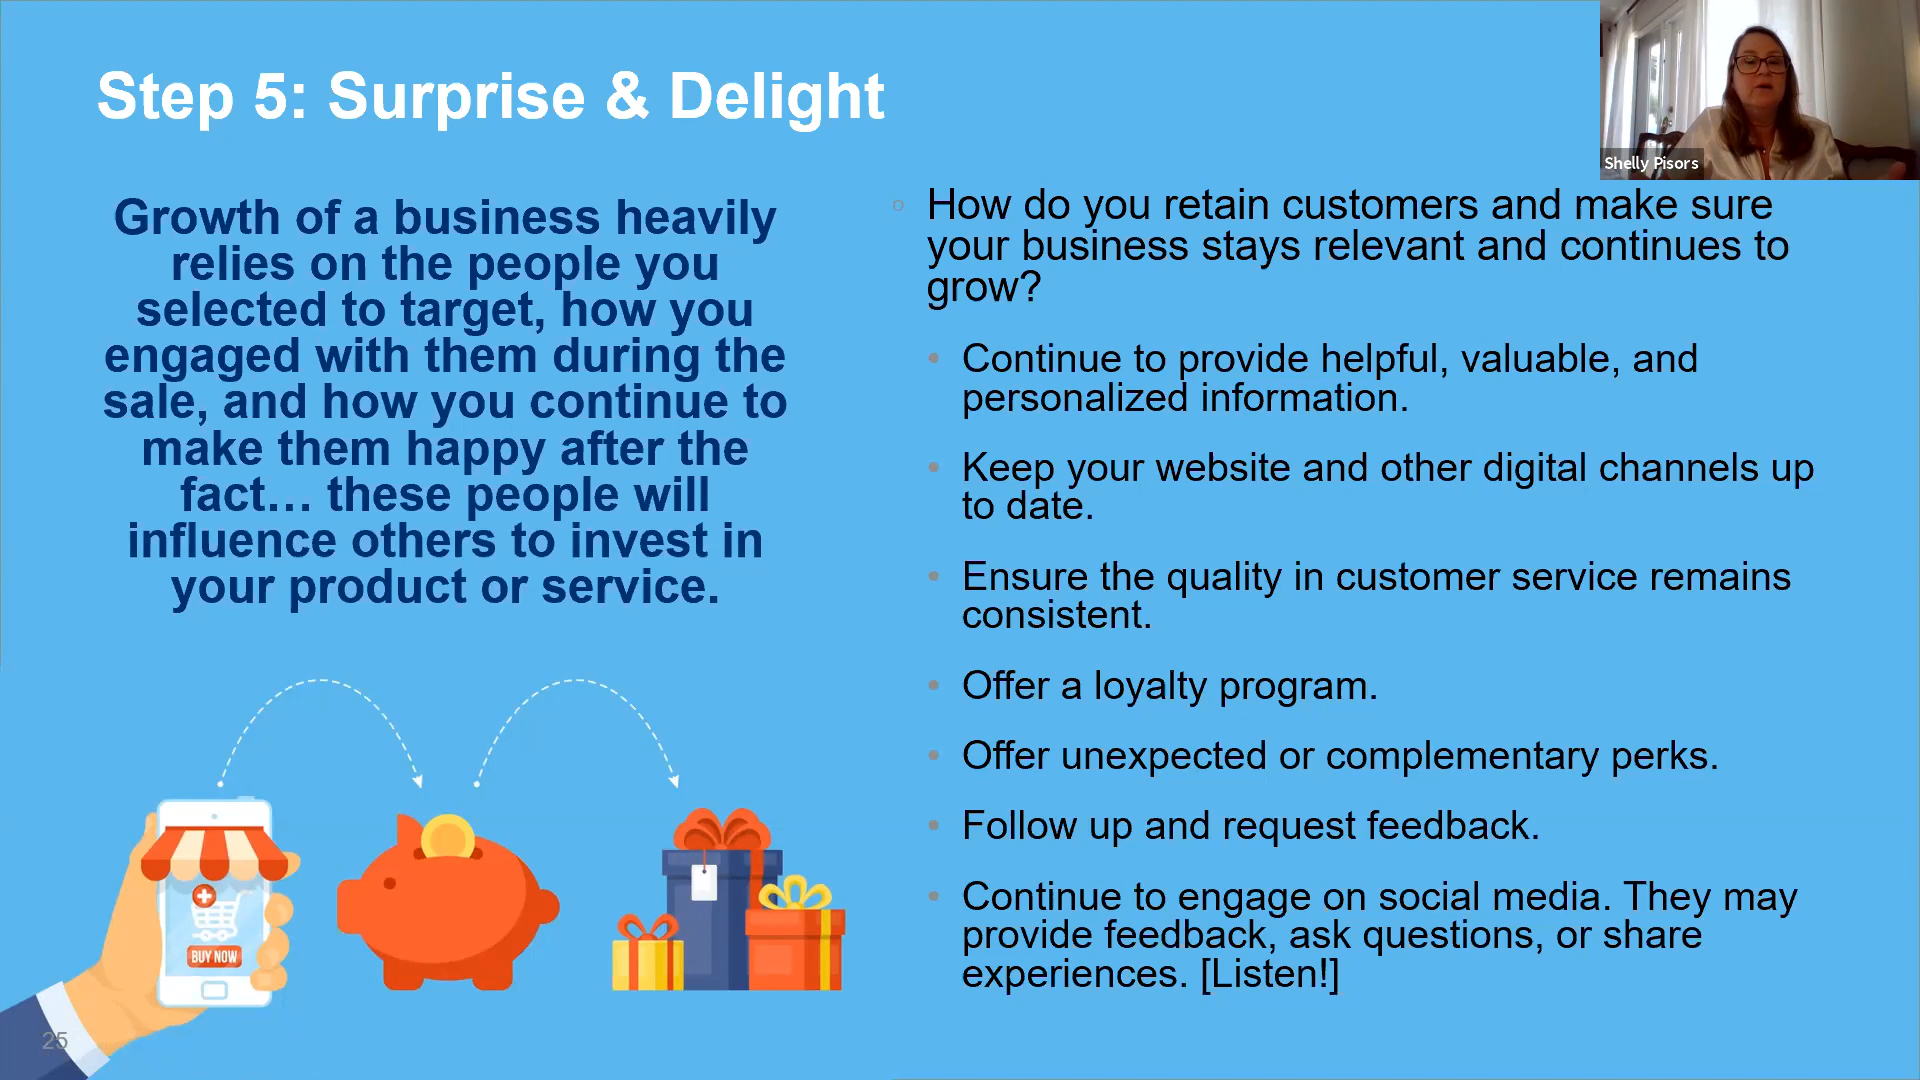 Step 5: Surprise & Delight
Shelly Pisors
Growth of a business heavily
relies on the people you
selected to target, how you
engaged with them during the
sale, and how you continue to
make them happy after the
fact... these people will
influence others to invest in
your product or service.
How do you retain customers and make sure
your business stays relevant and continues to
grow?
Continue to provide helpful, valuable, and
personalized information.
Keep your website and other digital channels up
to date.
Ensure the quality in customer service remains
consistent.
Offer a loyalty program.
Offer unexpected or complementary perks.
Follow up and request feedback.
Continue to engage on social media. They may
provide feedback, ask questions, or share
experiences. [Listen!]
BUY NOW
25